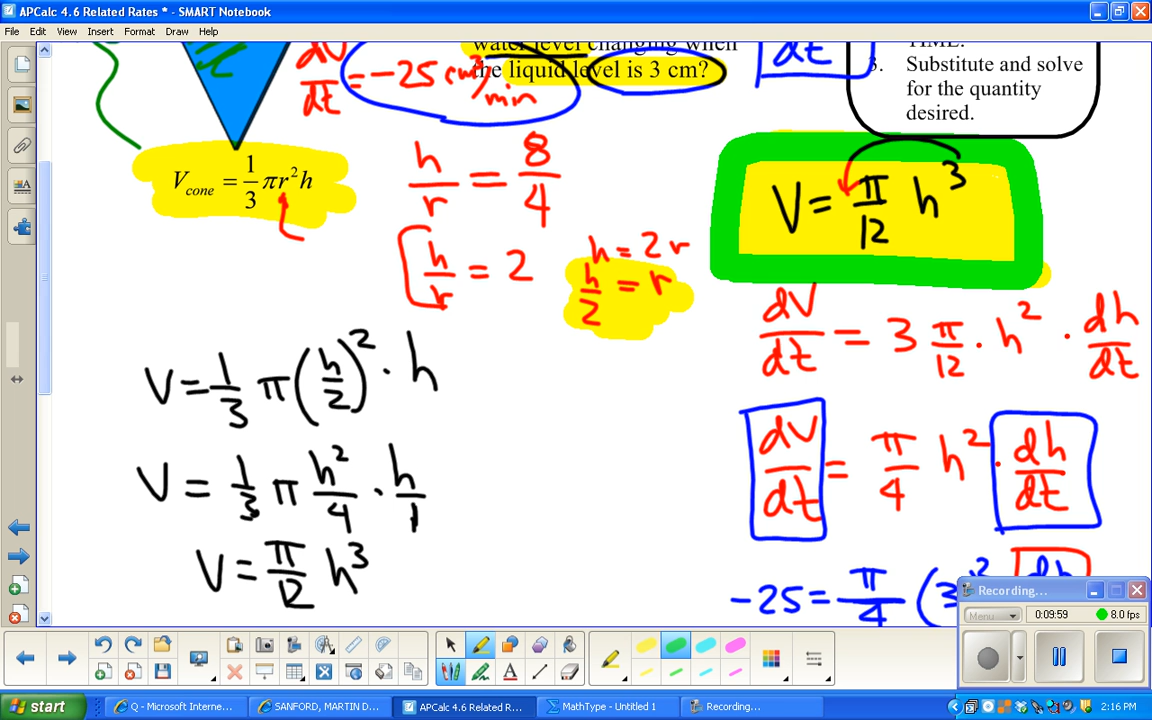 APCalc 4.6 Related Rates * - SMART Notebook
File Edit View Insert Format Draw Help
water level changing when
the liquid level is 3 cm?
dV/dt = -25 cm³/min
dt
TIME.
3. Substitute and solve
for the quantity
desired.
V_cone = 1/3 πr²h
h/r = 8/4
h/r = 2
h = 2r
h/2 = r
V = π/12 h³
dV/dt = 3 π/12 · h² · dh/dt
V = 1/3 π (h/2)² · h
dV/dt = π/4 h² · dh/dt
V = 1/3 π h²/4 · h/1
V = π/12 h³
-25 = π/4 (3)² dh
Recording...
Menu
0:09:59
8.0 fps
start
Q - Microsoft Interne...
SANFORD, MARTIN D...
APCalc 4.6 Related R...
MathType - Untitled 1
Recording...
2:16 PM